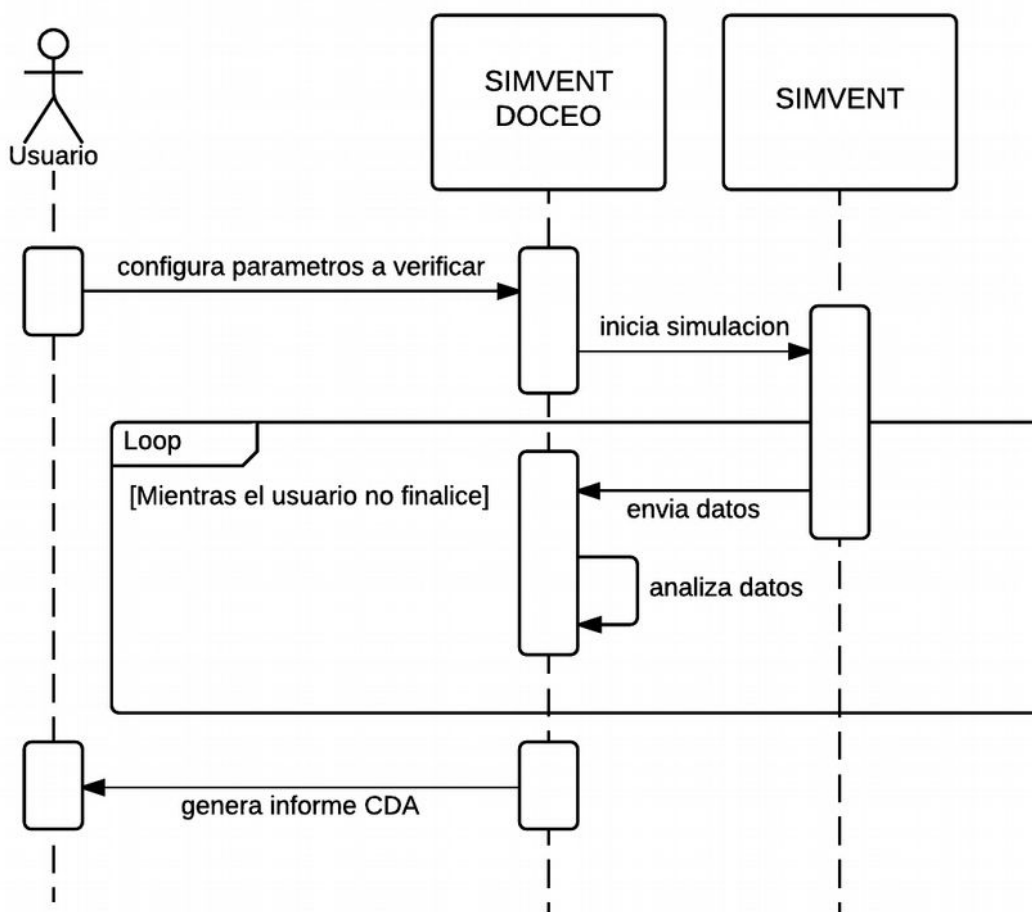 SIMVENT
DOCEO
SIMVENT
Usuario
configura parametros a verificar
inicia simulacion
Loop
[Mientras el usuario no finalice]
envia datos
analiza datos
genera informe CDA